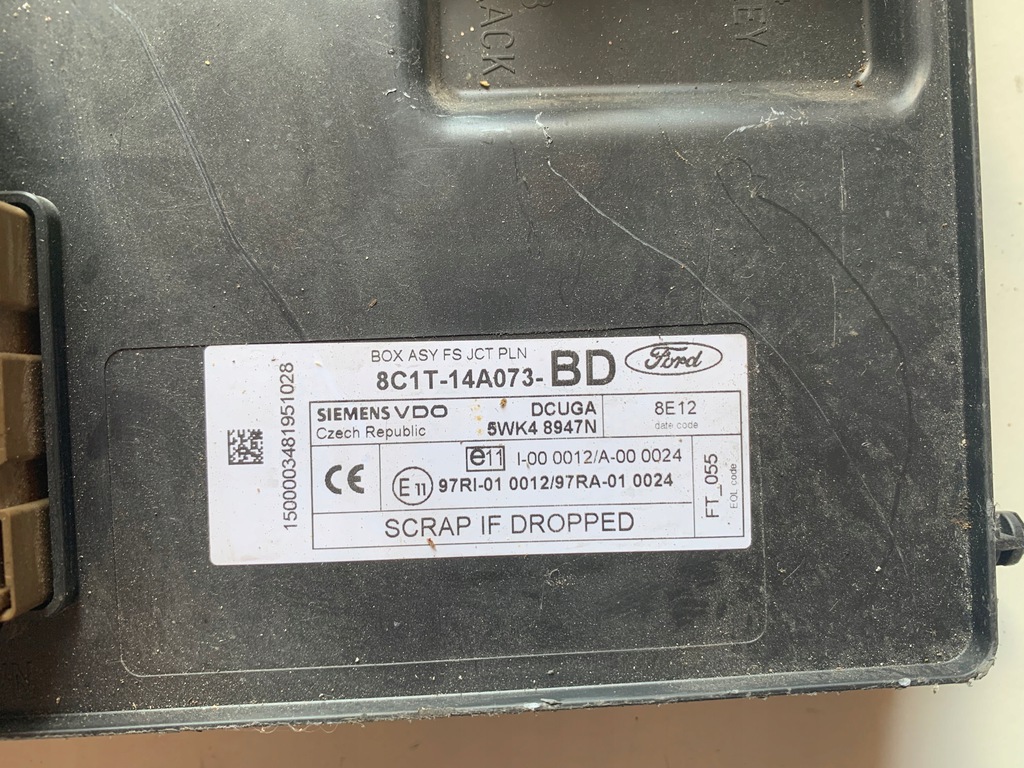 BOX ASY FS JCT PLN
8C1T-14A073-BD
Ford
SIEMENS VDO
Czech Republic
DCUGA
5WK4 8947N
8E12
date code
e11 I-00 0012/A-00 0024
CE
E11 97RI-01 0012/97RA-01 0024
SCRAP IF DROPPED
FT_055
EOL code
1500003481951028
ACK
EY